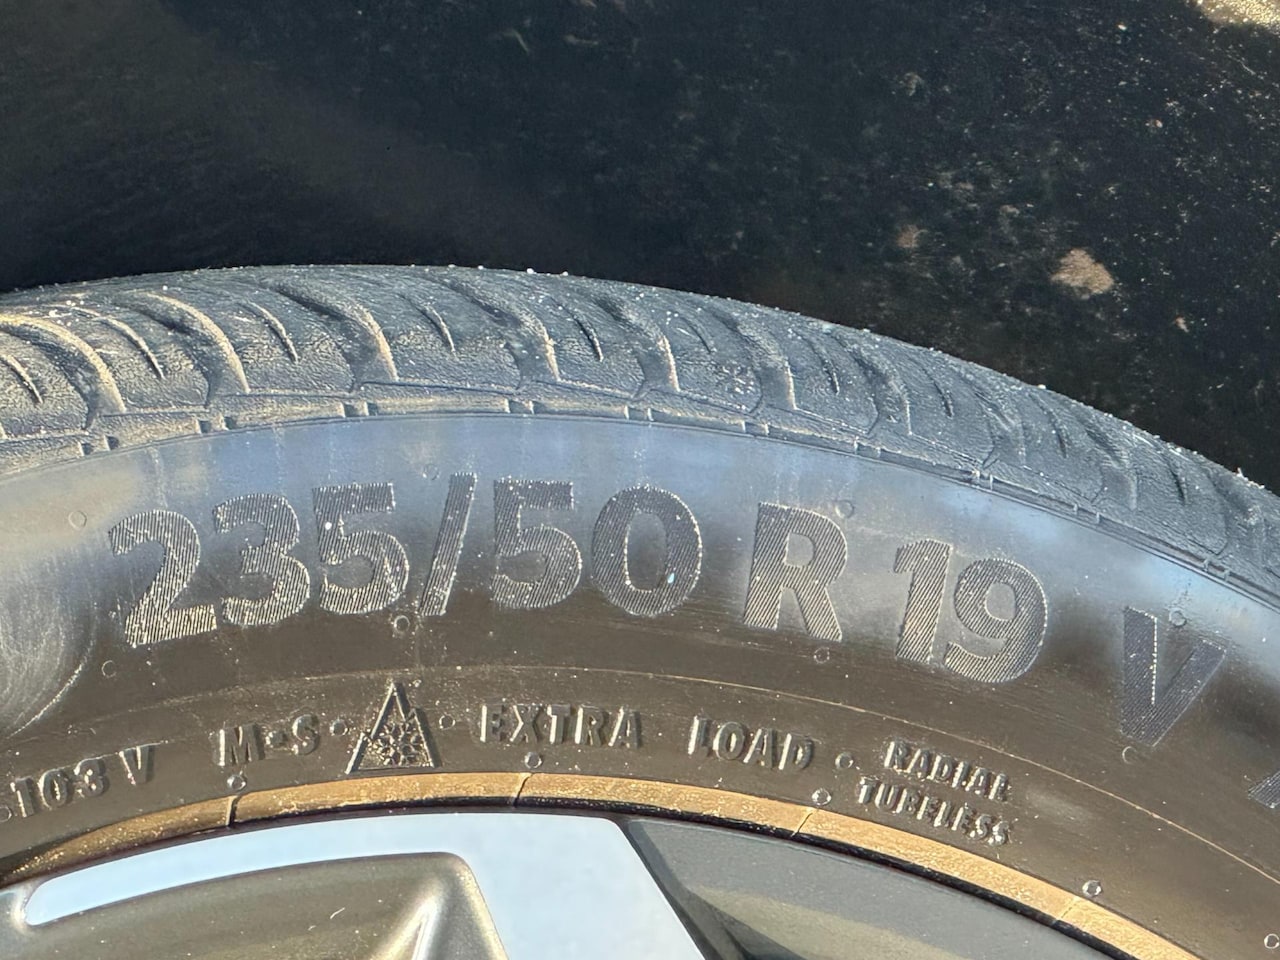 235/50 R 19 V
103 V M+S EXTRA LOAD RADIAL
TUBELESS